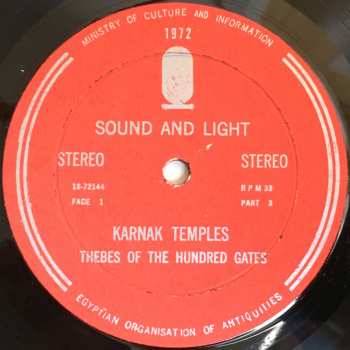 MINISTRY OF CULTURE AND INFORMATION
1972
SOUND AND LIGHT
STEREO STEREO
18-72144 RPM 33
FACE 1 PART 3
KARNAK TEMPLES
THEBES OF THE HUNDRED GATES
EGYPTIAN ORGANISATION OF ANTIQUITIES